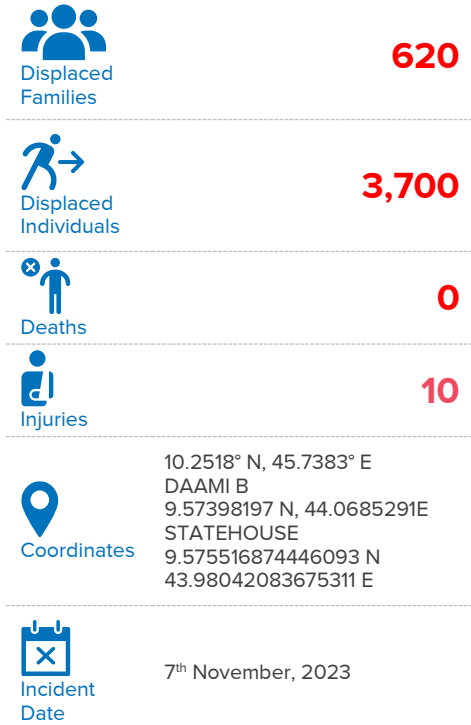 Displaced
Families
620
Displaced
Individuals
3,700
Deaths
0
Injuries
10
Coordinates
10.2518° N, 45.7383° E
DAAMI B
9.57398197 N, 44.0685291E
STATEHOUSE
9.575516874446093 N
43.98042083675311 E
Incident
Date
7th November, 2023